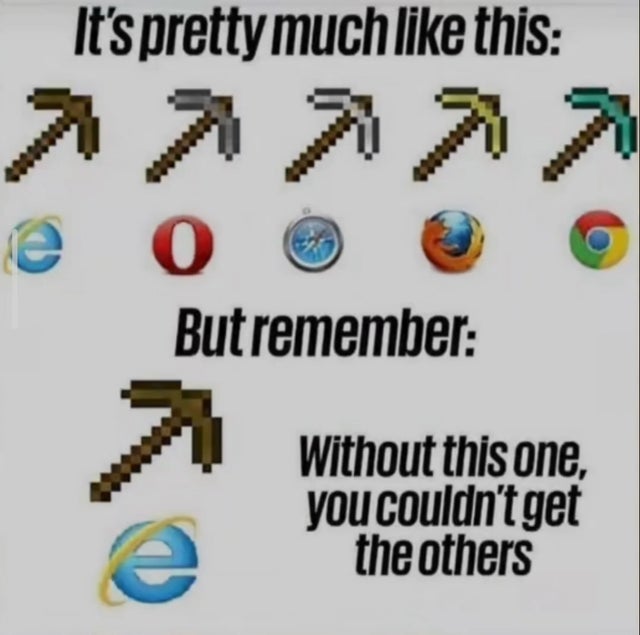 It's pretty much like this:
But remember:
Without this one,
you couldn't get
the others